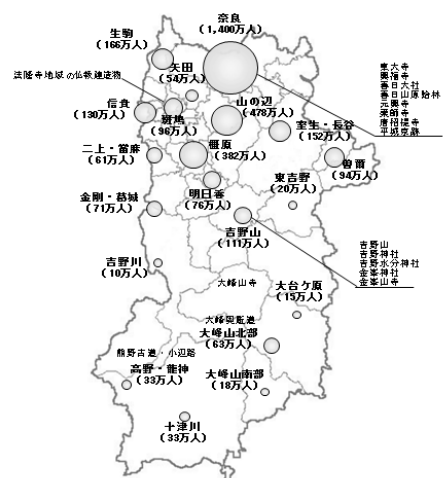 奈良
(1,400万人)
生駒
(166万人)
矢田
(54万人)
法隆寺地域の仏教建造物
信貴
(130万人)
斑鳩
(96万人)
山の辺
(478万人)
室生・長谷
(152万人)
東大寺
興福寺
春日大社
春日山原始林
元興寺
薬師寺
唐招提寺
平城京跡
二上・當麻
(61万人)
橿原
(382万人)
曽爾
(94万人)
金剛・葛城
(71万人)
明日香
(76万人)
東吉野
(20万人)
吉野山
(111万人)
吉野山
吉野神社
吉野水分神社
金峯神社
金峯山寺
吉野川
(10万人)
大峰山寺
大台ケ原
(15万人)
大峰奥駈道
大峰山北部
(63万人)
熊野古道・小辺路
高野・龍神
(33万人)
大峰山南部
(18万人)
十津川
(33万人)